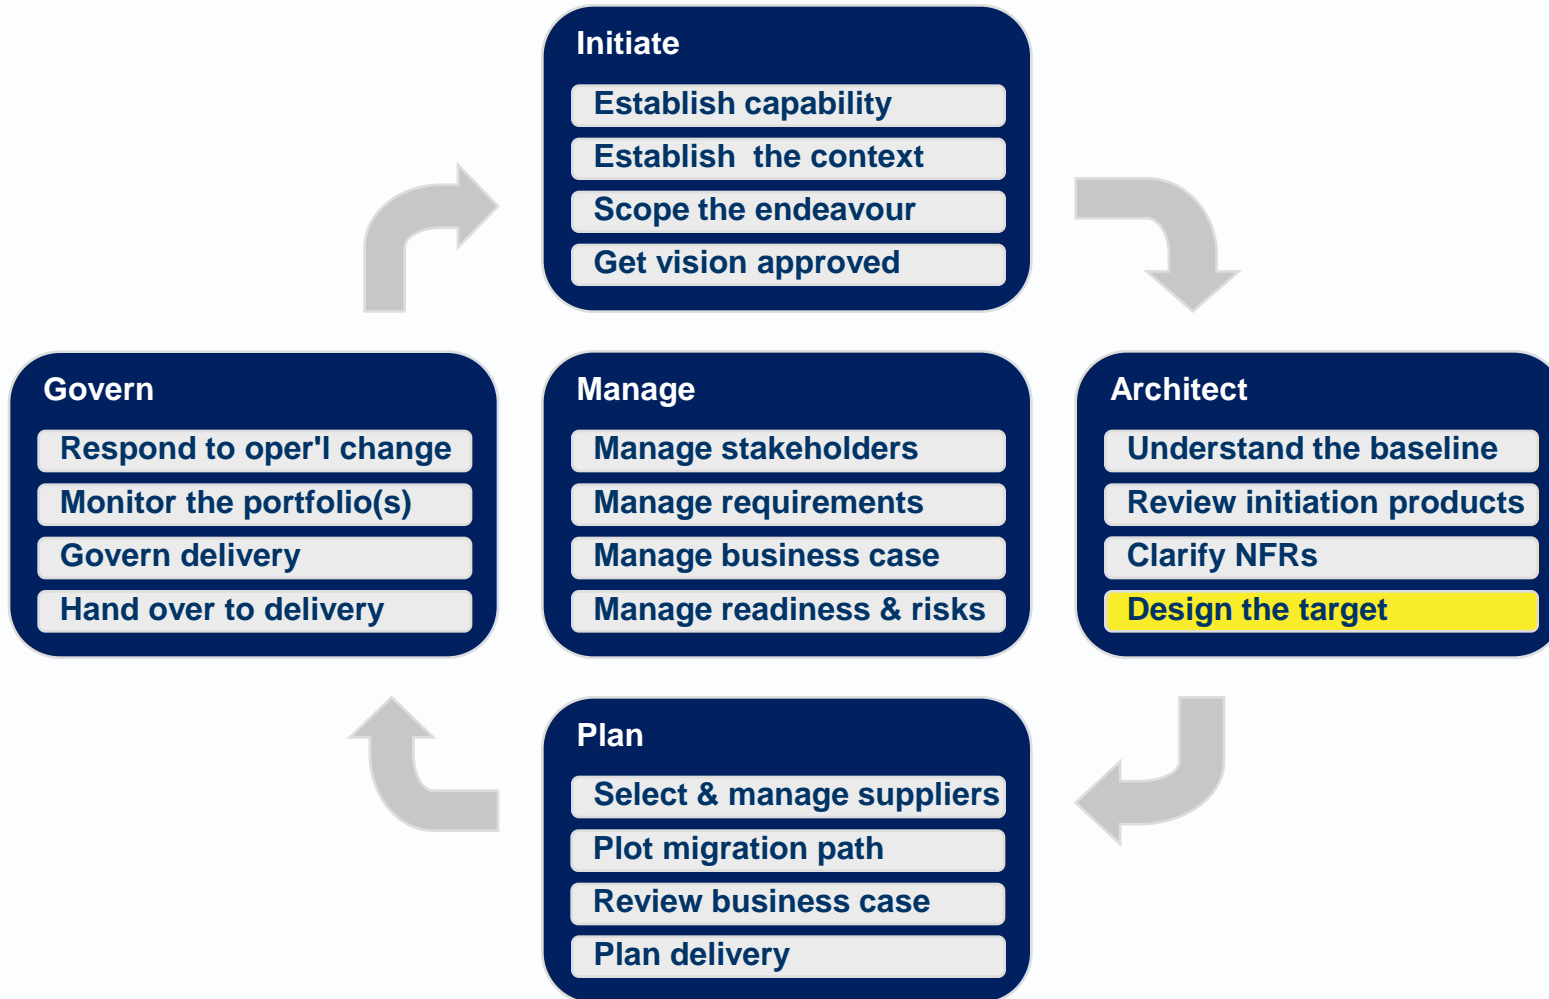 Initiate
Establish capability
Establish  the context
Scope the endeavour
Get vision approved
Govern
Respond to oper'l change
Monitor the portfolio(s)
Govern delivery
Hand over to delivery
Manage
Manage stakeholders
Manage requirements
Manage business case
Manage readiness & risks
Architect
Understand the baseline
Review initiation products
Clarify NFRs
Design the target
Plan
Select & manage suppliers
Plot migration path
Review business case
Plan delivery